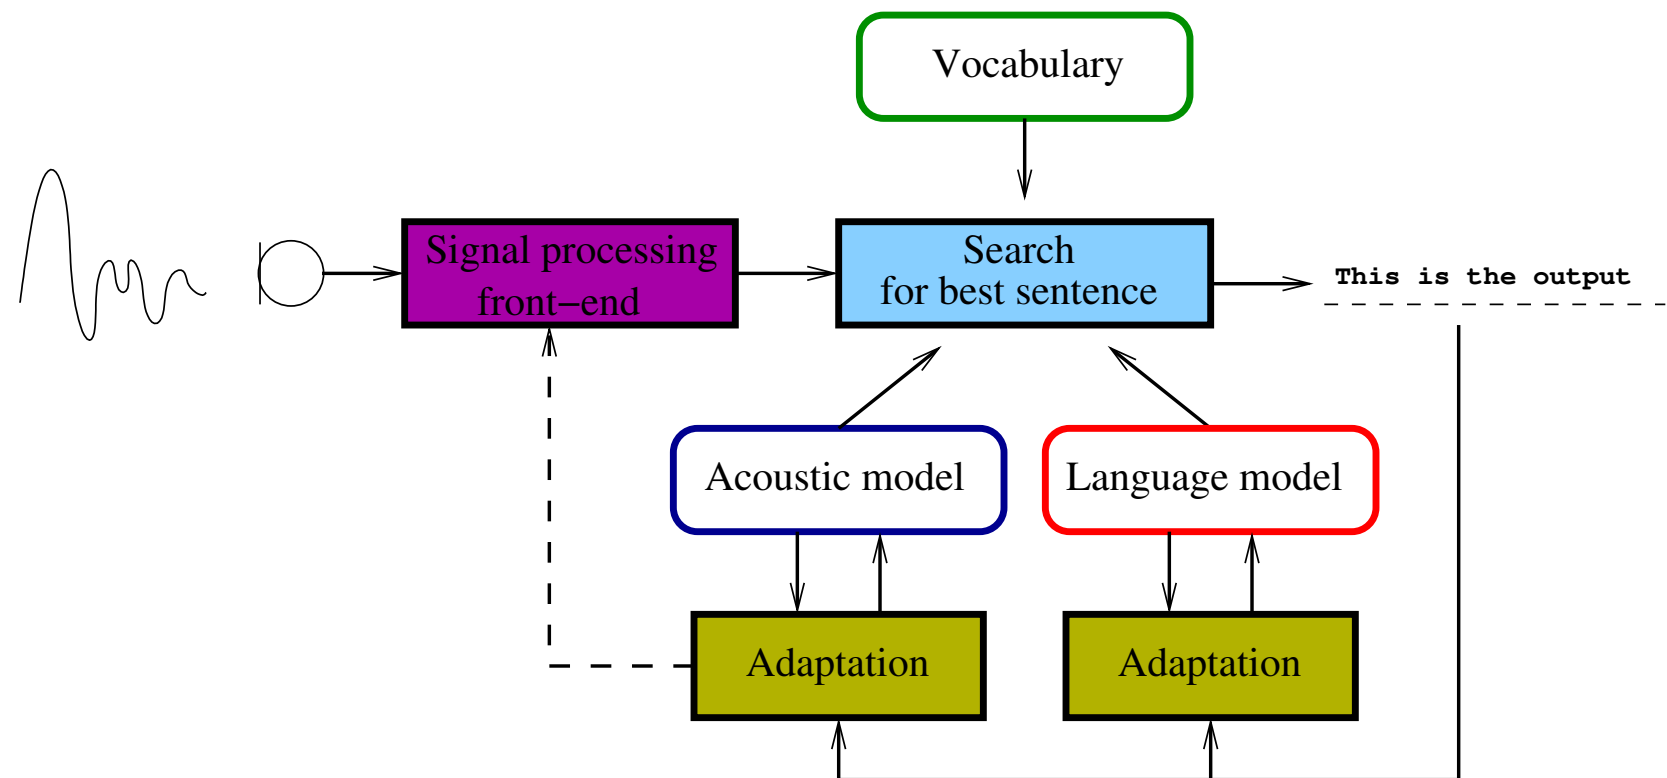 Vocabulary
Signal processing
front−end
Search
for best sentence
This is the output
Acoustic model
Language model
Adaptation
Adaptation